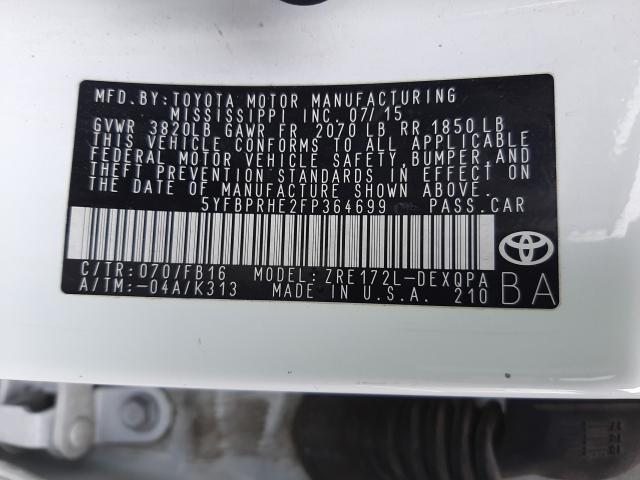 MFD. BY: TOYOTA MOTOR MANUFACTURING
MISSISSIPPI INC. 07/15
GVWR 3820LB GAWR FR 2070 LB RR 1850 LB
THIS VEHICLE CONFORMS TO ALL APPLICABLE
FEDERAL MOTOR VEHICLE SAFETY, BUMPER, AND
THEFT PREVENTION STANDARDS IN EFFECT ON
THE DATE OF MANUFACTURE SHOWN ABOVE.
5YFBPRHE2FP364699 PASS. CAR
C/TR: 070/FB16 MODEL: ZRE172L-DEXQPA
A/TM:-04A/K313 MADE IN U.S.A. 210
BA